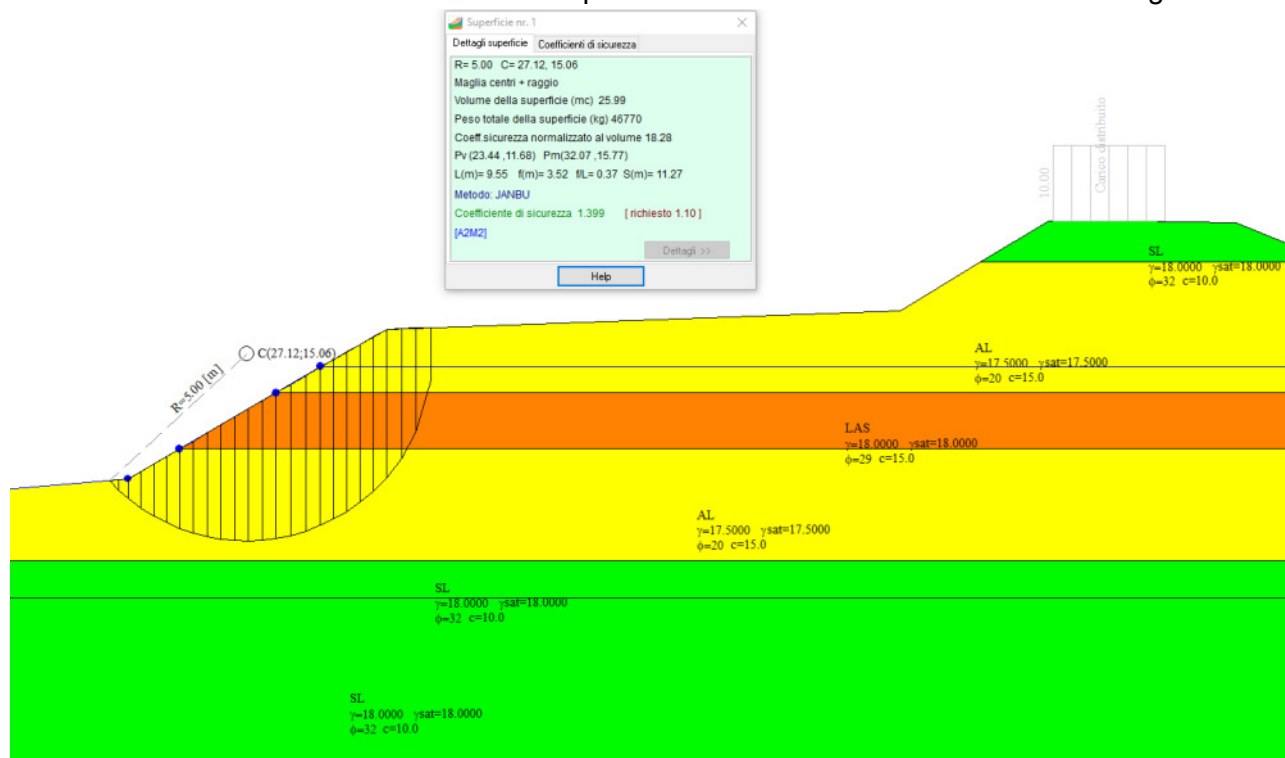 Superficie nr. 1
Dettagli superficie Coefficienti di sicurezza
R= 5.00 C= 27.12, 15.06
Maglia centri + raggio
Volume della superficie (mc) 25.99
Peso totale della superficie (kg) 46770
Coeff.sicurezza normalizzato al volume 18.28
Pv (23.44 ,11.68) Pm(32.07 ,15.77)
L(m)= 9.55 f(m)= 3.52 f/L= 0.37 S(m)= 11.27
Metodo: JANBU
Coefficiente di sicurezza 1.399 [ richiesto 1.10 ]
[A2M2]
Dettagli >>
Help
Carico distribuito
10.00
SL
γ=18.0000 γsat=18.0000
ϕ=32 c=10.0
C(27.12;15.06)
R=5.00 [m]
AL
γ=17.5000 γsat=17.5000
ϕ=20 c=15.0
LAS
γ=18.0000 γsat=18.0000
ϕ=29 c=15.0
AL
γ=17.5000 γsat=17.5000
ϕ=20 c=15.0
SL
γ=18.0000 γsat=18.0000
ϕ=32 c=10.0
SL
γ=18.0000 γsat=18.0000
ϕ=32 c=10.0